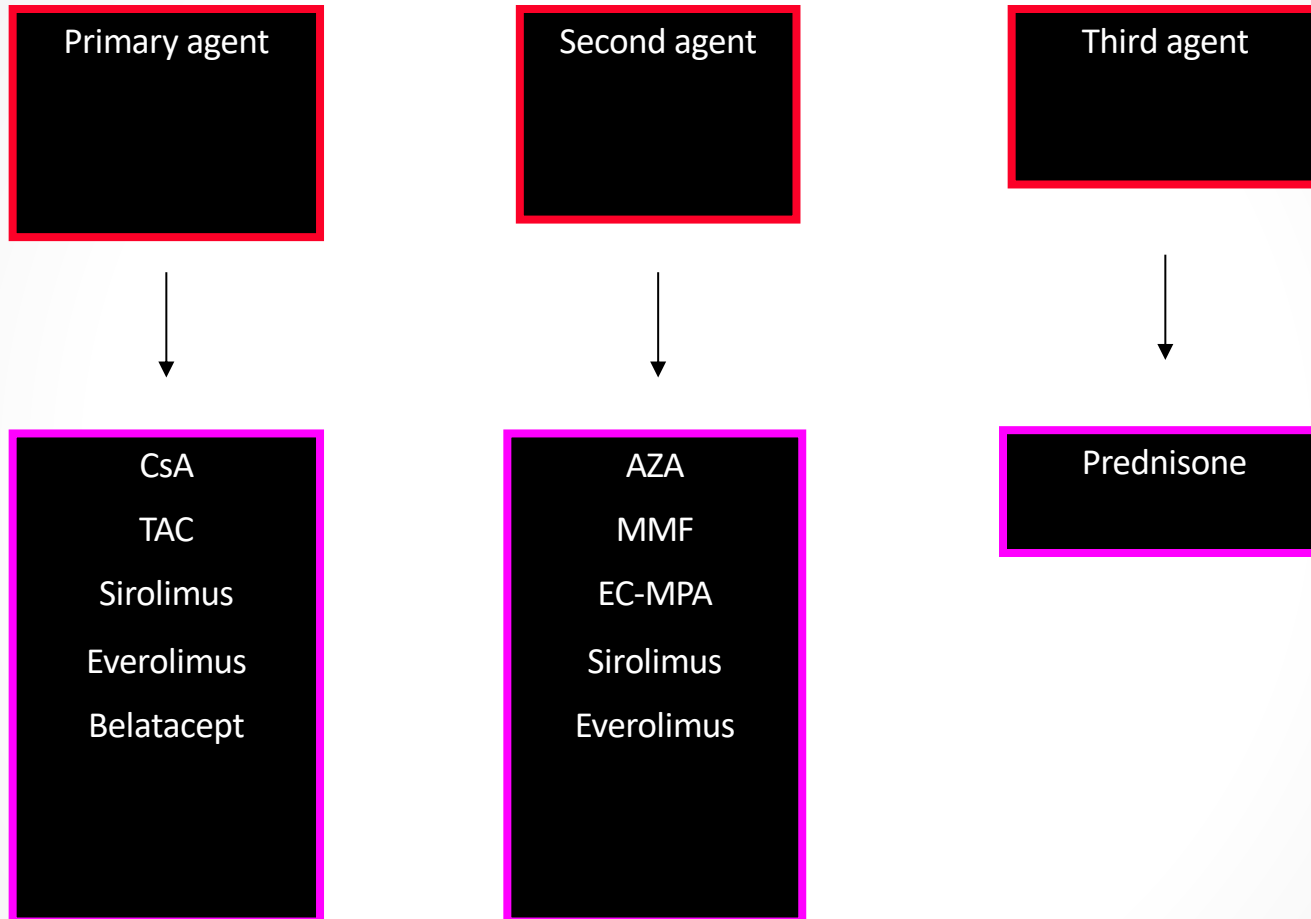 Primary agent
Second agent
Third agent
CsA
TAC
Sirolimus
Everolimus
Belatacept
AZA
MMF
EC-MPA
Sirolimus
Everolimus
Prednisone